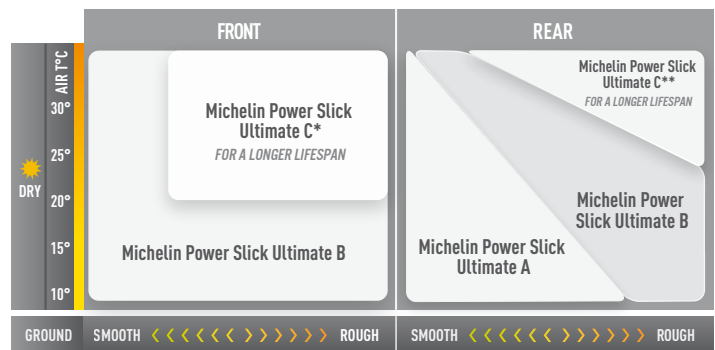 FRONT
REAR
AIR T°C
30°
25°
20°
15°
10°
DRY
Michelin Power Slick
Ultimate C*
FOR A LONGER LIFESPAN
Michelin Power Slick Ultimate B
Michelin Power Slick
Ultimate C**
FOR A LONGER LIFESPAN
Michelin Power
Slick Ultimate B
Michelin Power Slick
Ultimate A
GROUND
SMOOTH
ROUGH
SMOOTH
ROUGH